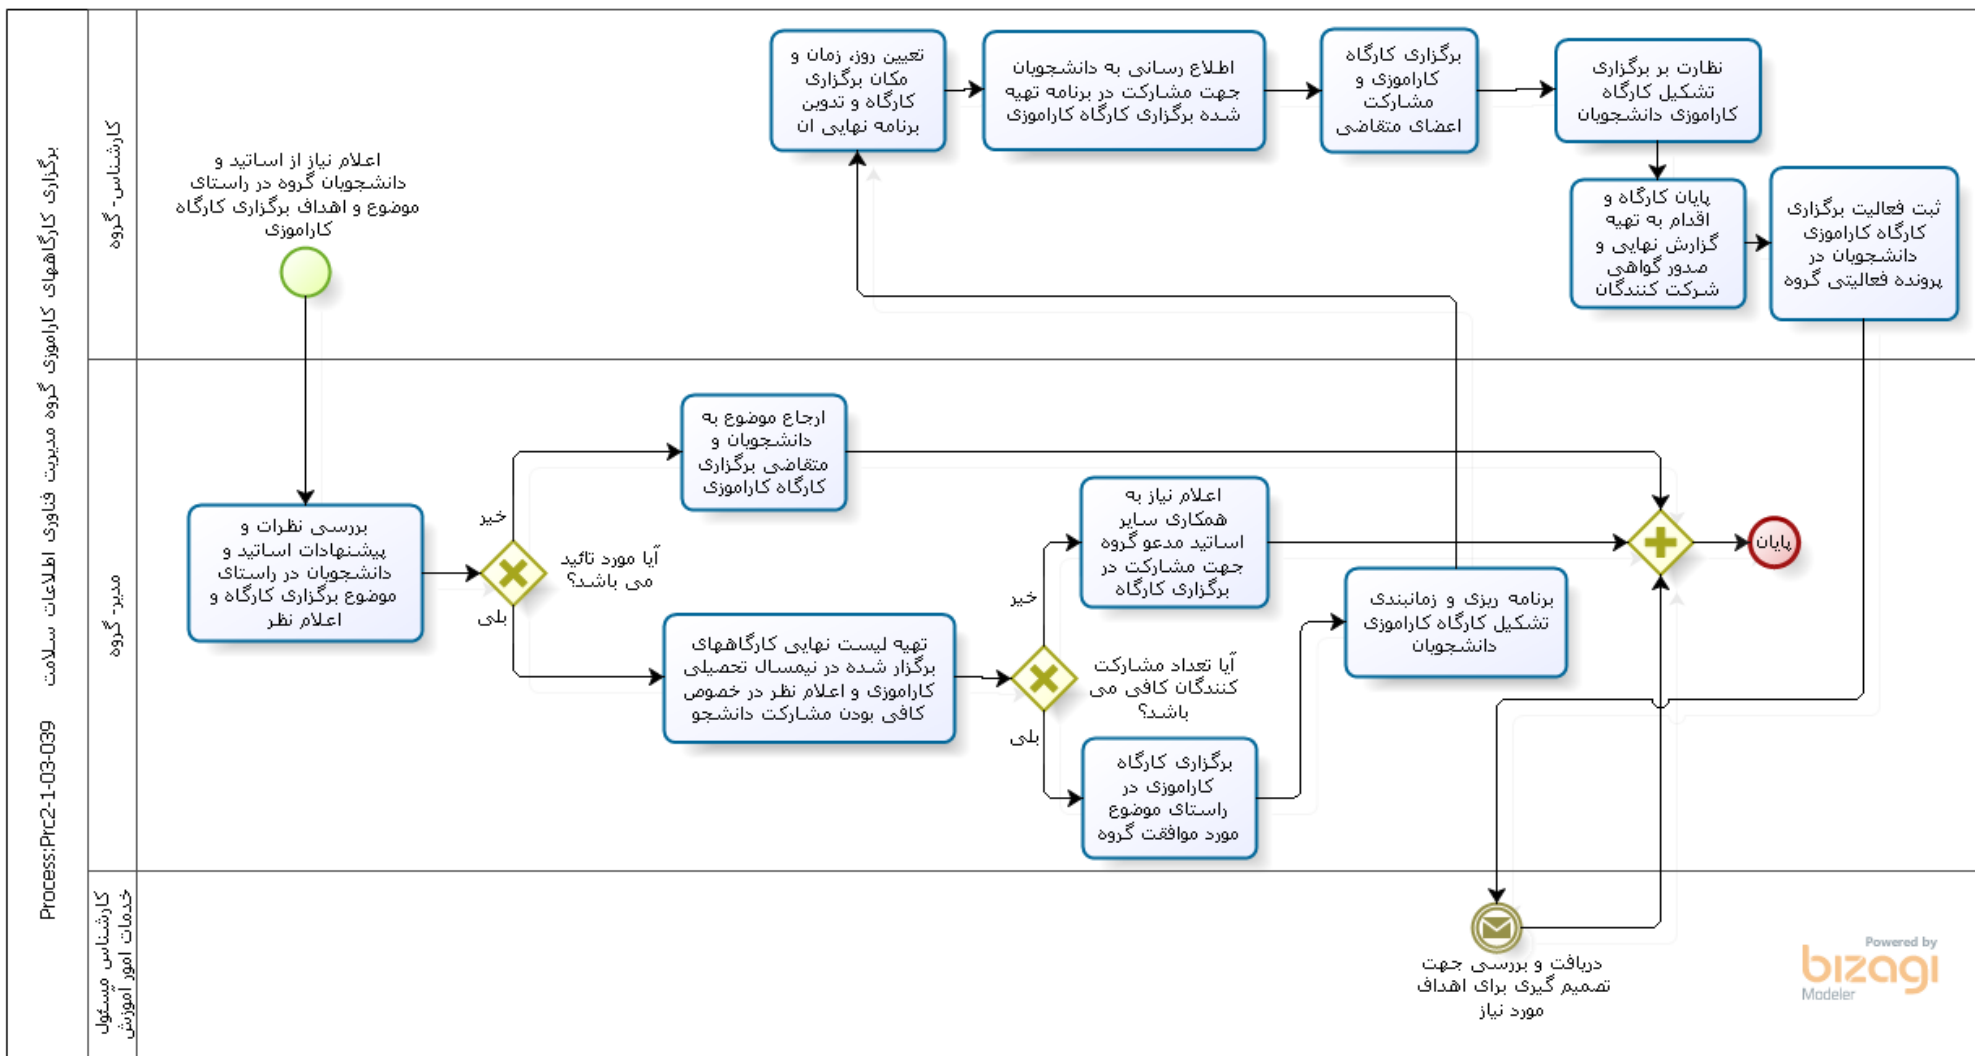 Process:Prc2-1-03-039 برگزاری کارگاههای کاراموزی گروه مدیریت فناوری اطلاعات سلامت
کارشناس- گروه
اعلام نیاز از اساتید و
دانشجویان گروه در راستای
موضوع و اهداف برگزاری کارگاه
کاراموزی
تعیین روز، زمان و
مکان برگزاری
کارگاه و تدوین
برنامه نهایی ان
اطلاع رسانی به دانشجویان
جهت مشارکت در برنامه تهیه
شده برگزاری کارگاه کاراموزی
برگزاری کارگاه
کاراموزی و
مشارکت
اعضای متقاضی
نظارت بر برگزاری
تشکیل کارگاه
کاراموزی دانشجویان
پایان کارگاه و
اقدام به تهیه
گزارش نهایی و
صدور گواهی
شرکت کنندگان
ثبت فعالیت برگزاری
کارگاه کاراموزی
دانشجویان در
پرونده فعالیتی گروه
مدیر- گروه
بررسی نظرات و
پیشنهادات اساتید و
دانشجویان در راستای
موضوع برگزاری کارگاه و
اعلام نظر
آیا مورد تائید
می باشد؟
خیر
بلی
ارجاع موضوع به
دانشجویان و
متقاضی برگزاری
کارگاه کاراموزی
تهیه لیست نهایی کارگاههای
برگزار شده در نیمسال تحصیلی
کاراموزی و اعلام نظر در خصوص
کافی بودن مشارکت دانشجو
آیا تعداد مشارکت
کنندگان کافی می
باشد؟
خیر
بلی
اعلام نیاز به
همکاری سایر
اساتید مدعو گروه
جهت مشارکت در
برگزاری کارگاه
برگزاری کارگاه
کاراموزی در
راستای موضوع
مورد موافقت گروه
برنامه ریزی و زمانبندی
تشکیل کارگاه کاراموزی
دانشجویان
پایان
کارشناس مسئول
خدمات امور آموزش
دریافت و بررسی جهت
تصمیم گیری برای اهداف
مورد نیاز
Powered by
bizagi
Modeler